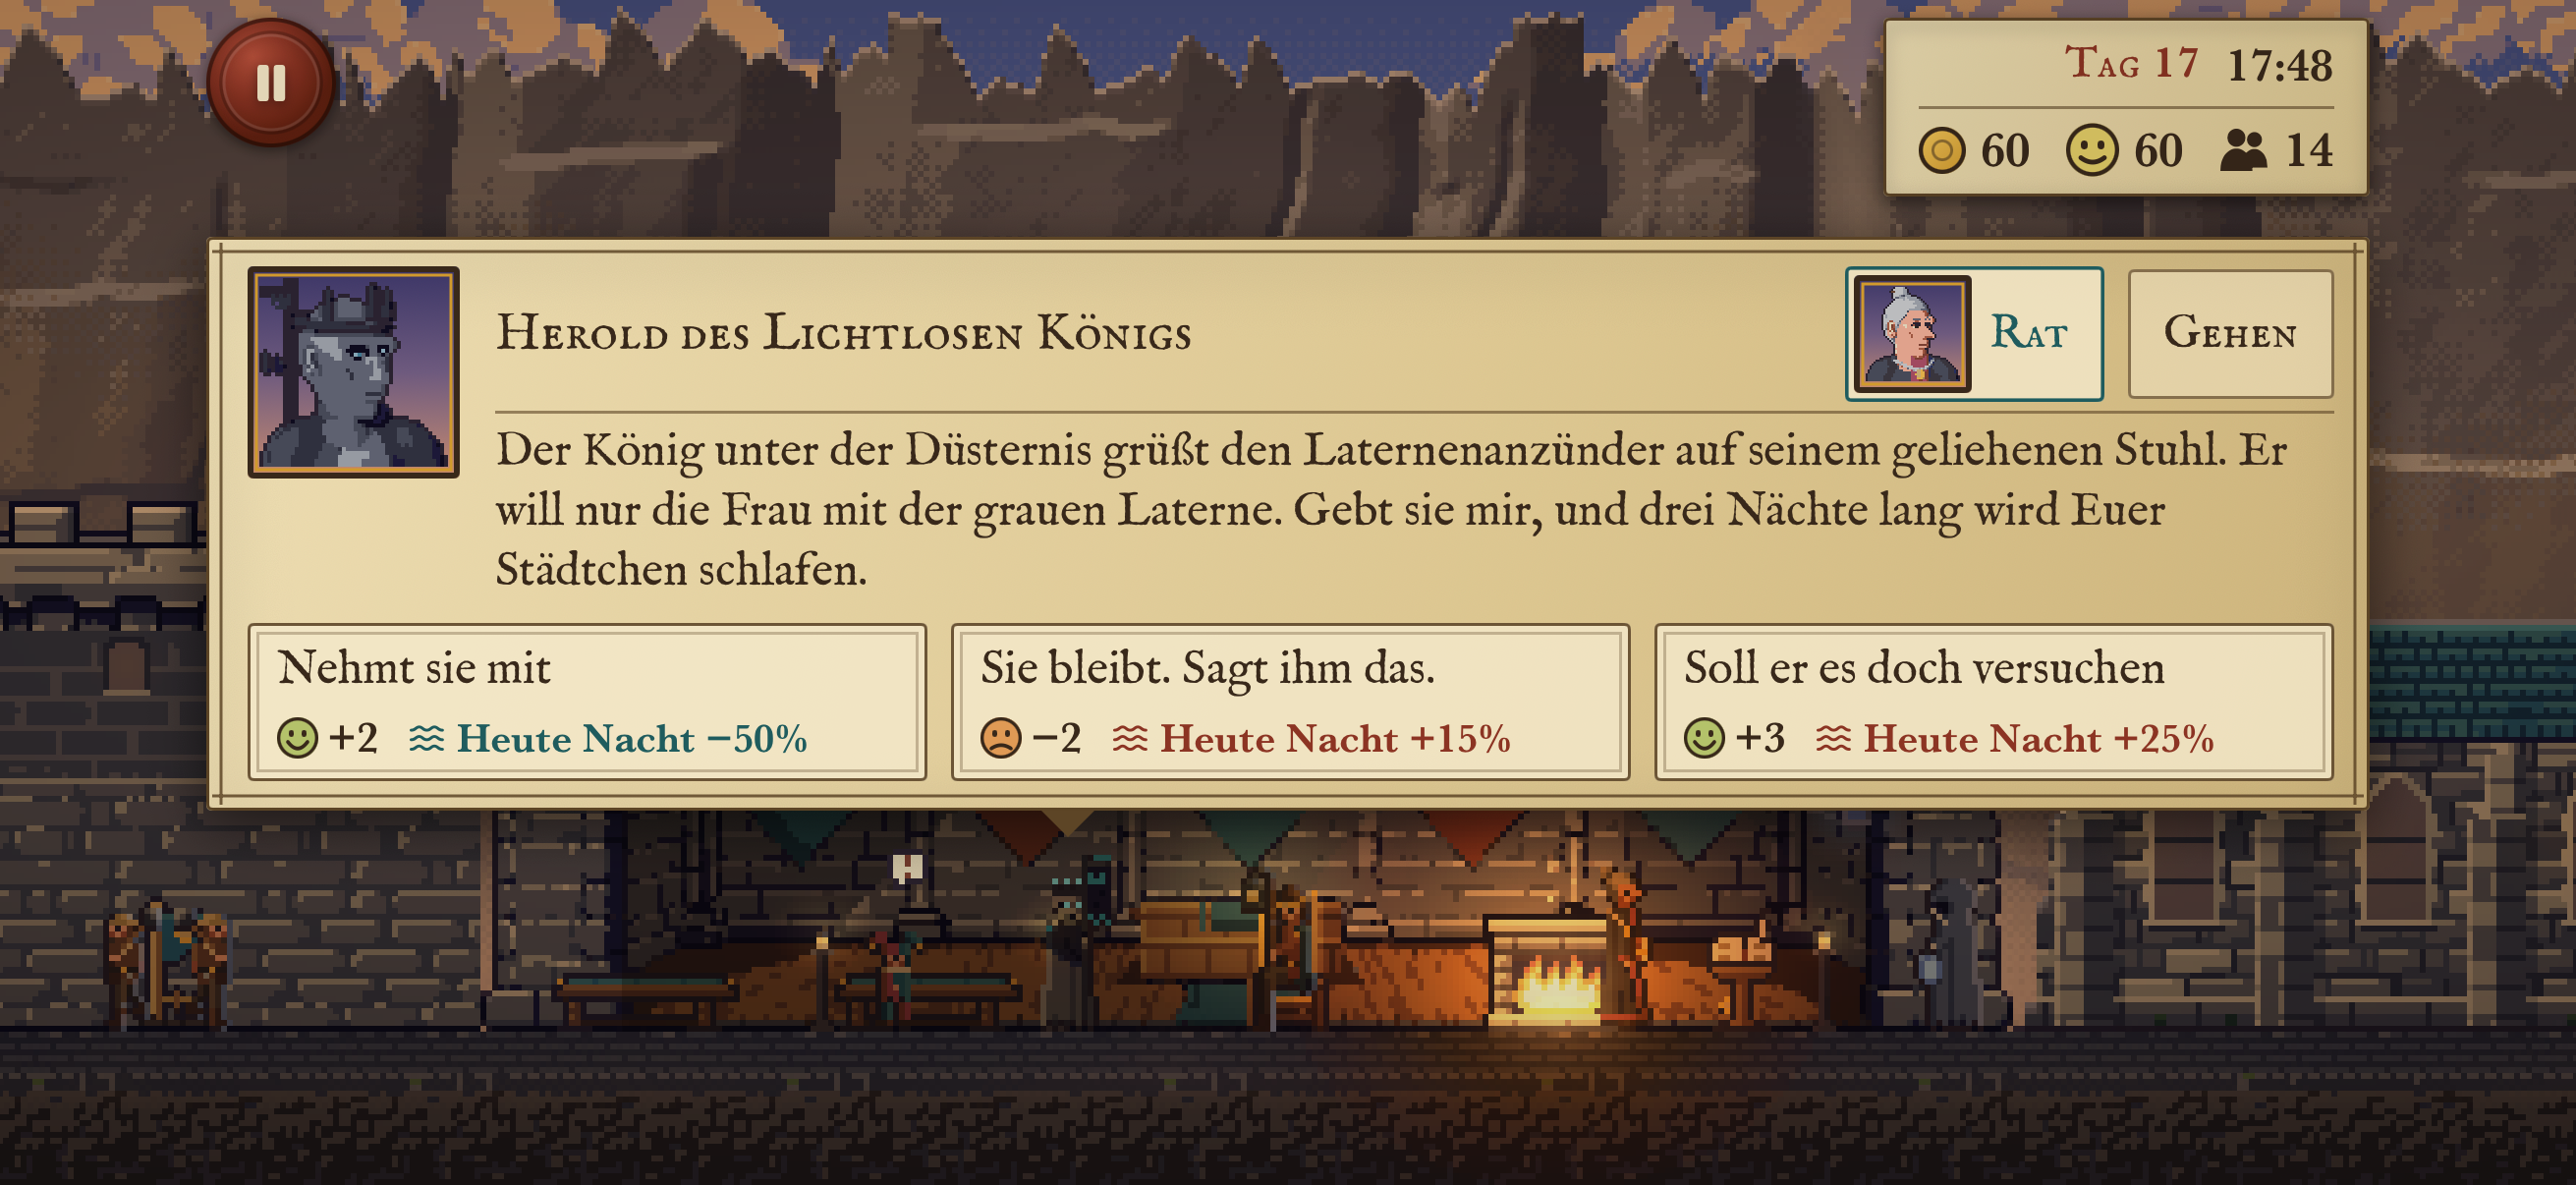 Tag 17 17:48
60 60 14
Herold des Lichtlosen Königs
Rat
Gehen
Der König unter der Düsternis grüßt den Laternenanzünder auf seinem geliehenen Stuhl. Er
will nur die Frau mit der grauen Laterne. Gebt sie mir, und drei Nächte lang wird Euer
Städtchen schlafen.
Nehmt sie mit
+2 Heute Nacht −50%
Sie bleibt. Sagt ihm das.
−2 Heute Nacht +15%
Soll er es doch versuchen
+3 Heute Nacht +25%